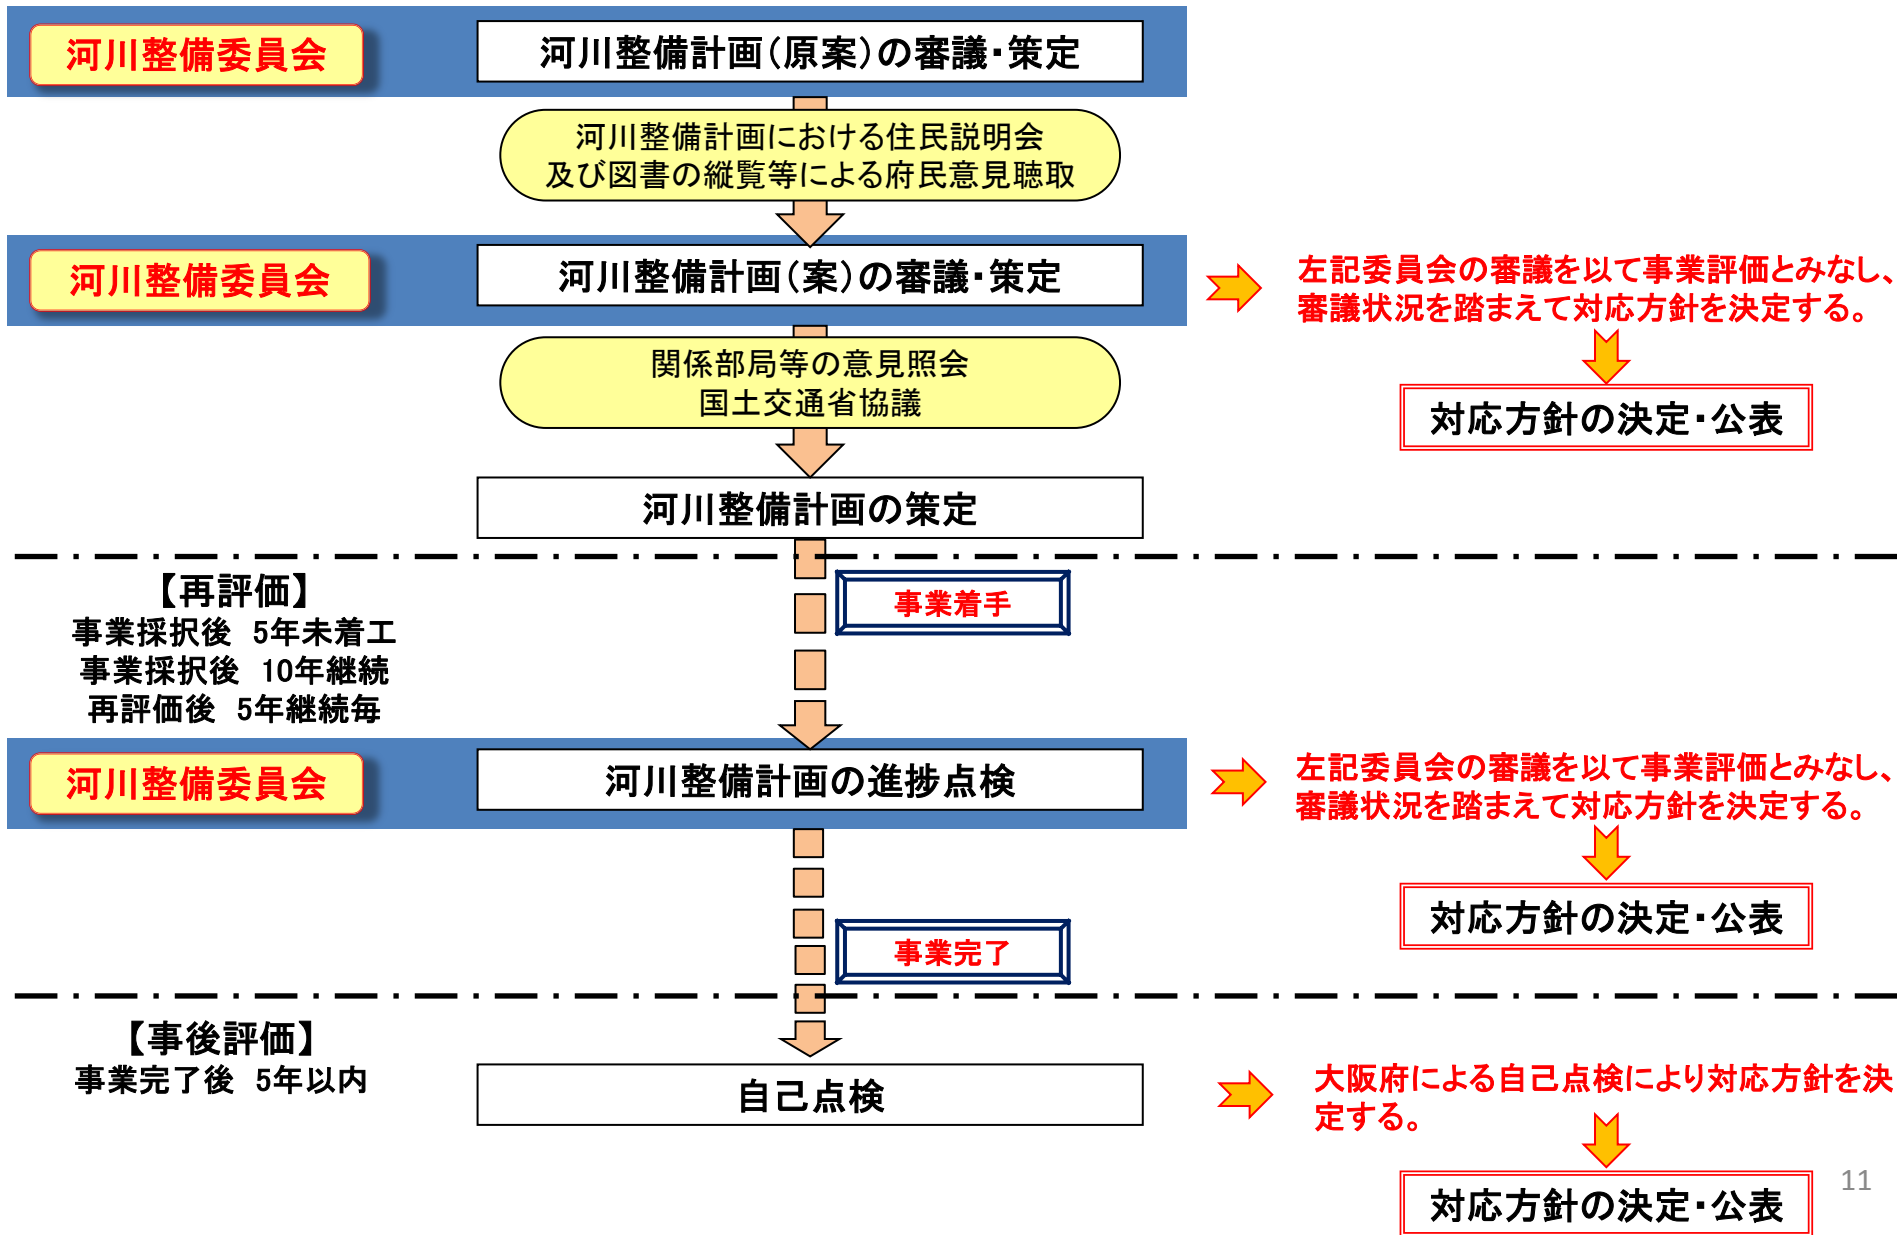 河川整備委員会
河川整備計画(原案)の審議・策定
河川整備計画における住民説明会
及び図書の縦覧等による府民意見聴取
河川整備委員会
河川整備計画(案)の審議・策定
左記委員会の審議を以て事業評価とみなし、
審議状況を踏まえて対応方針を決定する。
関係部局等の意見照会
国土交通省協議
対応方針の決定・公表
河川整備計画の策定
【再評価】
事業採択後 5年未着工
事業採択後 10年継続
再評価後 5年継続毎
事業着手
河川整備委員会
河川整備計画の進捗点検
左記委員会の審議を以て事業評価とみなし、
審議状況を踏まえて対応方針を決定する。
対応方針の決定・公表
事業完了
【事後評価】
事業完了後 5年以内
自己点検
大阪府による自己点検により対応方針を決
定する。
対応方針の決定・公表
11